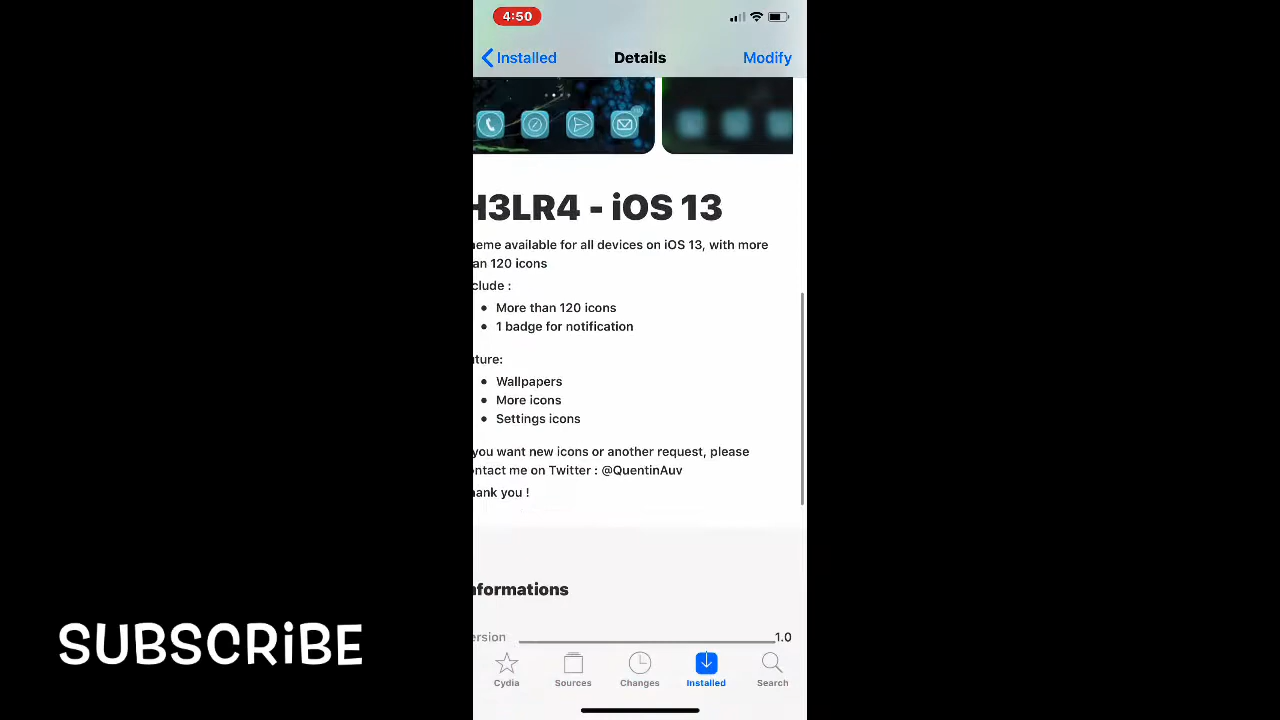 4:50
Installed
Details
Modify
H3LR4 - iOS 13
eme available for all devices on iOS 13, with more
an 120 icons
clude :
More than 120 icons
1 badge for notification
ture:
Wallpapers
More icons
Settings icons
you want new icons or another request, please
ntact me on Twitter : @QuentinAuv
ank you !
nformations
ersion 1.0
SUBSCRiBE
Cydia
Sources
Changes
Installed
Search